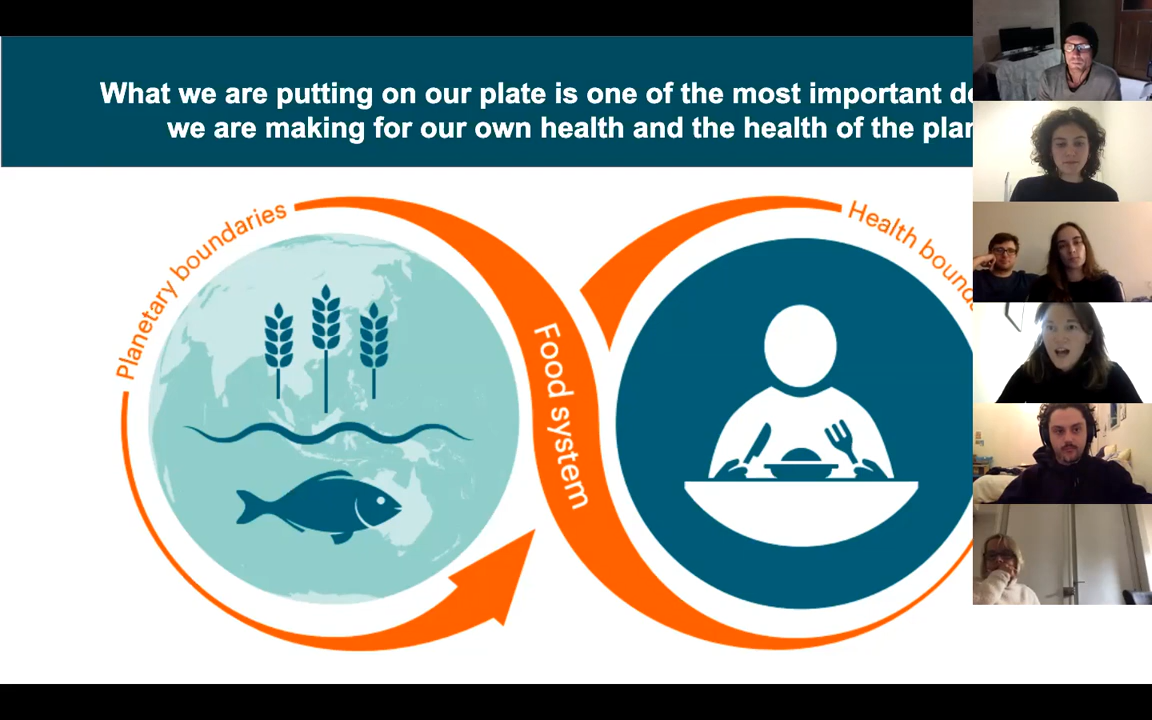 What we are putting on our plate is one of the most important
we are making for our own health and the health of the
Planetary boundaries
Food system
Health